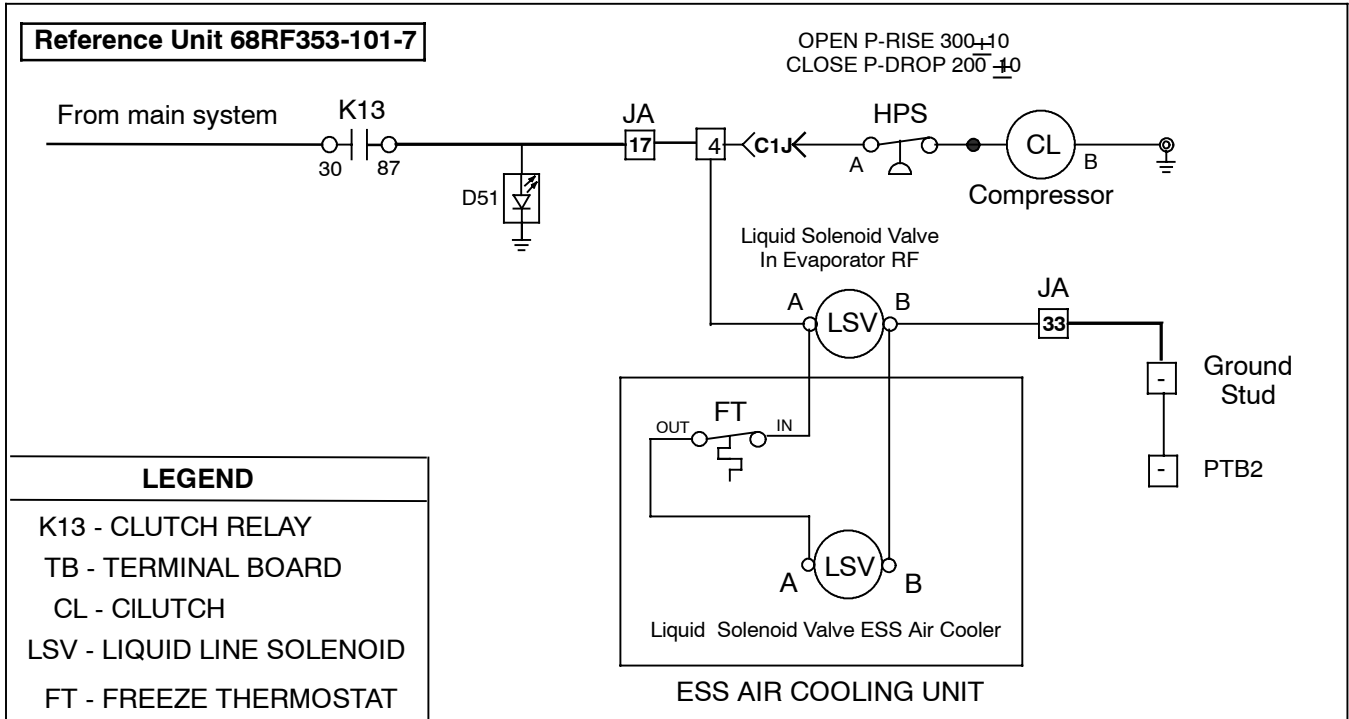 Reference Unit 68RF353-101-7
OPEN P-RISE 300±10
CLOSE P-DROP 200 ±10
From main system
K13
30
87
D51
JA
17
4
C1J
HPS
A
CL
B
Compressor
Liquid Solenoid Valve
In Evaporator RF
A
LSV
B
JA
33
-
Ground
Stud
-
PTB2
FT
OUT
IN
A
LSV
B
Liquid Solenoid Valve ESS Air Cooler
ESS AIR COOLING UNIT
LEGEND
K13 - CLUTCH RELAY
TB - TERMINAL BOARD
CL - CILUTCH
LSV - LIQUID LINE SOLENOID
FT - FREEZE THERMOSTAT